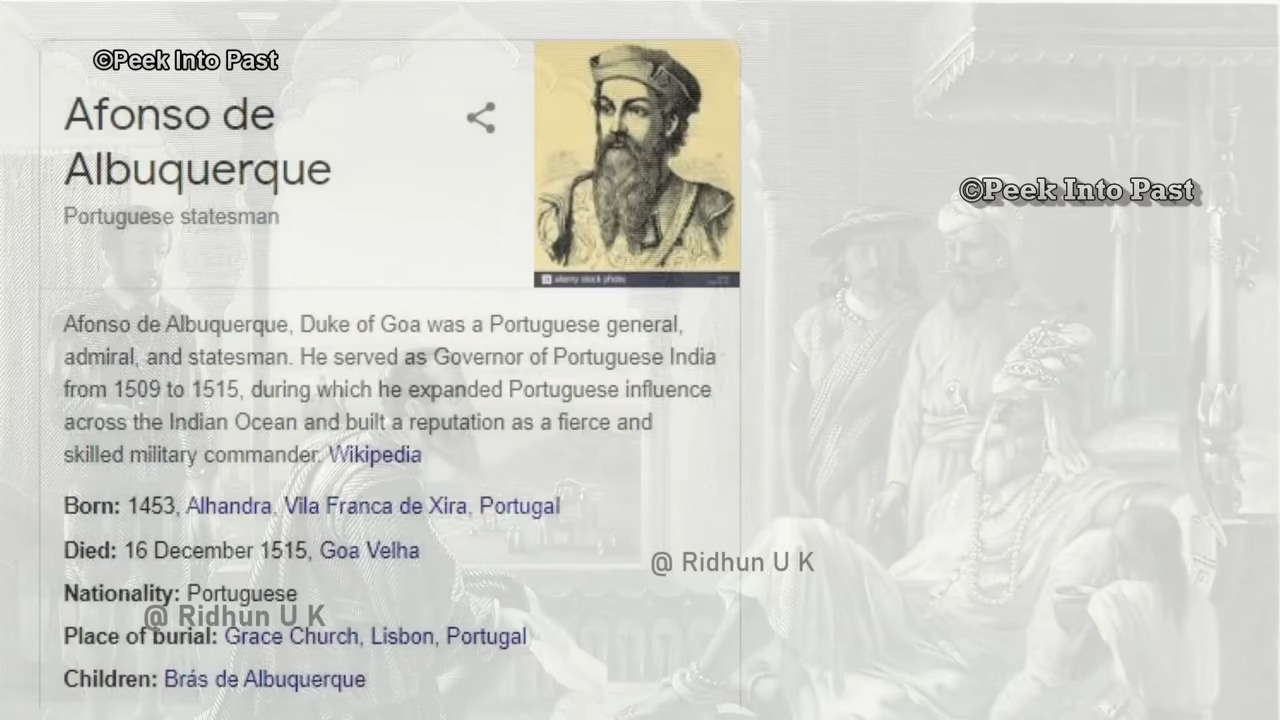 ©Peek Into Past
Afonso de
Albuquerque
Portuguese statesman
alamy stock photo
©Peek Into Past
Afonso de Albuquerque, Duke of Goa was a Portuguese general,
admiral, and statesman. He served as Governor of Portuguese India
from 1509 to 1515, during which he expanded Portuguese influence
across the Indian Ocean and built a reputation as a fierce and
skilled military commander. Wikipedia
Born: 1453, Alhandra, Vila Franca de Xira, Portugal
Died: 16 December 1515, Goa Velha
@ Ridhun U K
Nationality: Portuguese
@ Ridhun U K
Place of burial: Grace Church, Lisbon, Portugal
Children: Brás de Albuquerque